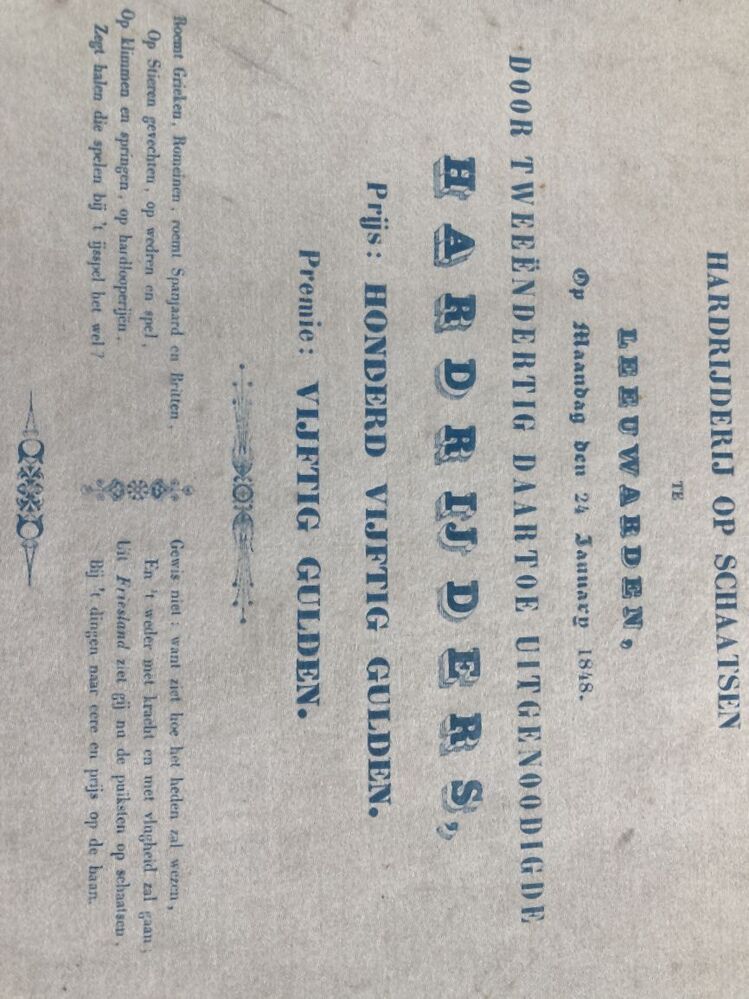 HARDRIJDERIJ OP SCHAATSEN
TE
LEEUWARDEN,
Op Maandag den 24 January 1848.
DOOR TWEEËNDERTIG DAARTOE UITGENOODIGDE
HARDRIJDERS,
Prijs: HONDERD VIJFTIG GULDEN.
Premie: VIJFTIG GULDEN.
Roemt Grieken, Romeinen, roemt Spanjaard en Britten,
Op Stieren gevechten, op wedren en spel,
Op klimmen en springen, op hardlooperijën,
Zegt halen die spelen bij 't ijsspel het wel?
Gewis niet: want ziet hoe het heden zal wezen,
En 't weder met kracht en met vlugheid zal gaan;
Uit Friesland ziet gij nu de puiksten op schaatsen,
Bij 't dingen naar eere en prijs op de baan.